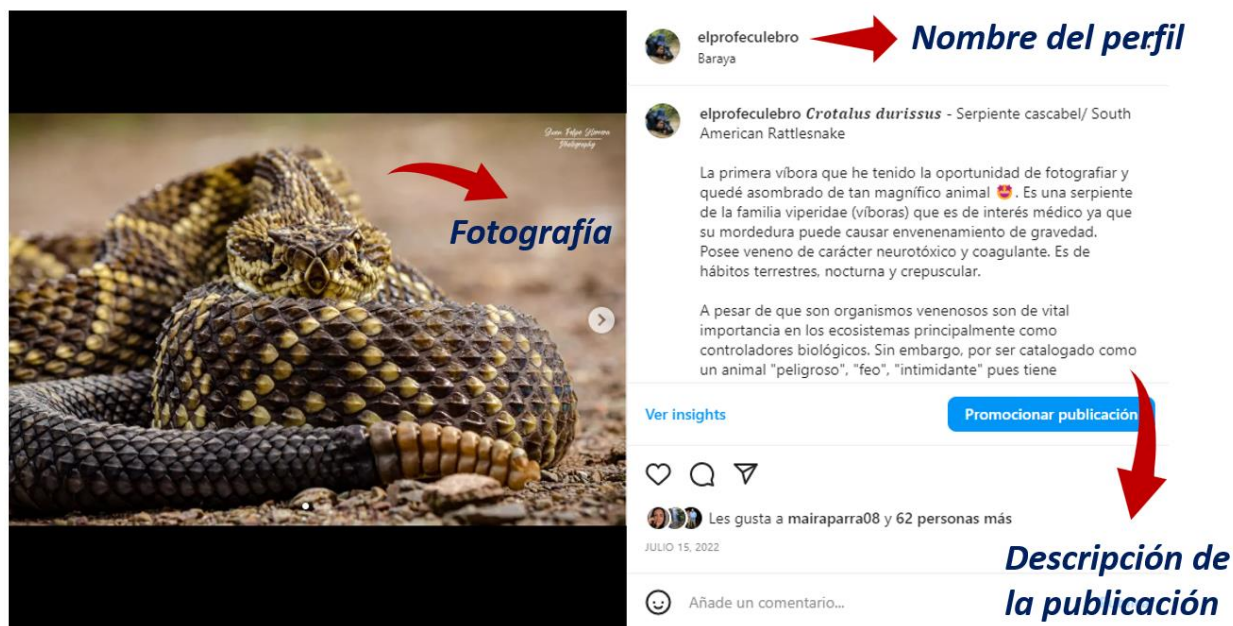 Juan Felipe Herrera
Photography
Fotografía
elprofeculebro
Baraya
Nombre del perfil
elprofeculebro Crotalus durissus - Serpiente cascabel/ South
American Rattlesnake
La primera víbora que he tenido la oportunidad de fotografiar y
quedé asombrado de tan magnífico animal 🤩. Es una serpiente
de la familia viperidae (víboras) que es de interés médico ya que
su mordedura puede causar envenenamiento de gravedad.
Posee veneno de carácter neurotóxico y coagulante. Es de
hábitos terrestres, nocturna y crepuscular.
A pesar de que son organismos venenosos son de vital
importancia en los ecosistemas principalmente como
controladores biológicos. Sin embargo, por ser catalogado como
un animal "peligroso", "feo", "intimidante" pues tiene
Ver insights
Promocionar publicación
Les gusta a mairaparra08 y 62 personas más
JULIO 15, 2022
Añade un comentario...
Descripción de
la publicación